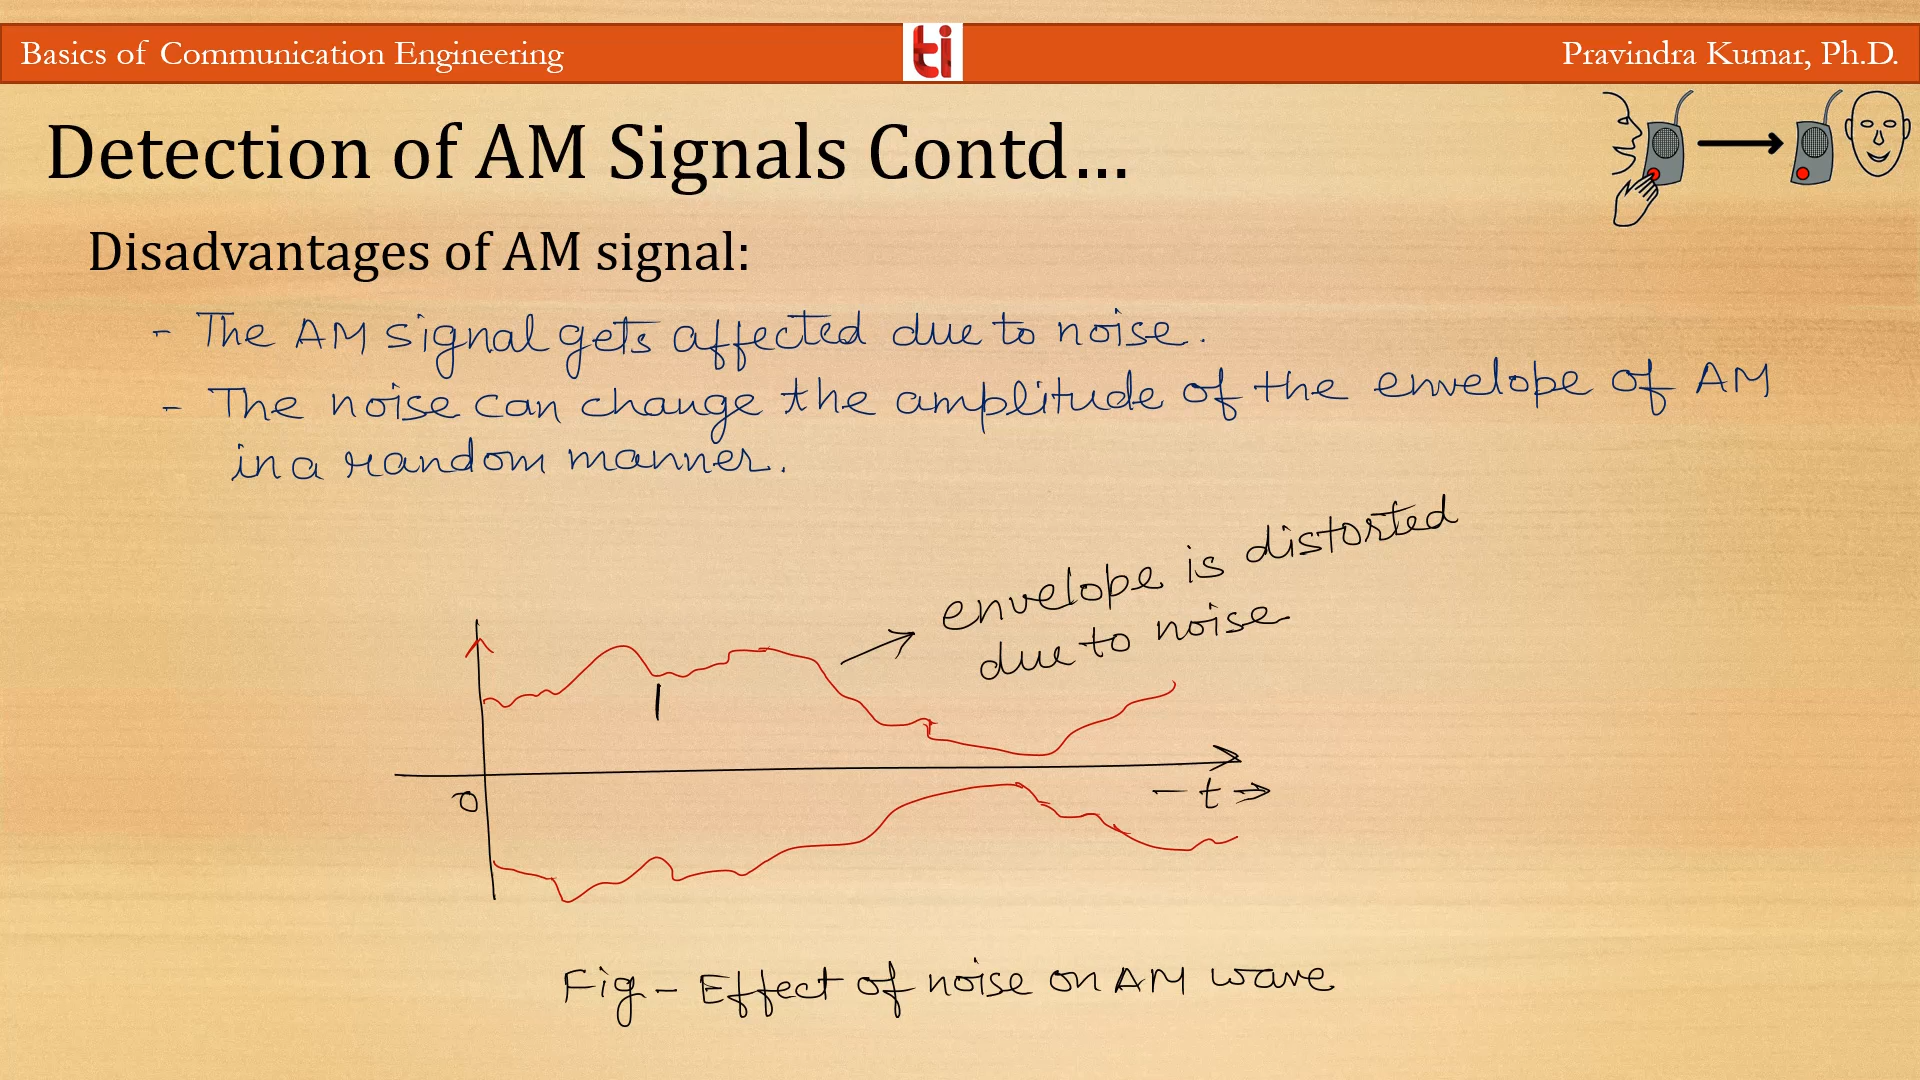 Basics of Communication Engineering
ti
Pravindra Kumar, Ph.D.
Detection of AM Signals Contd...
Disadvantages of AM signal:
- The AM signal gets affected due to noise.
- The noise can change the amplitude of the envelope of AM
in a random manner.
envelope is distorted
due to noise
0
- t →
Fig - Effect of noise on AM wave